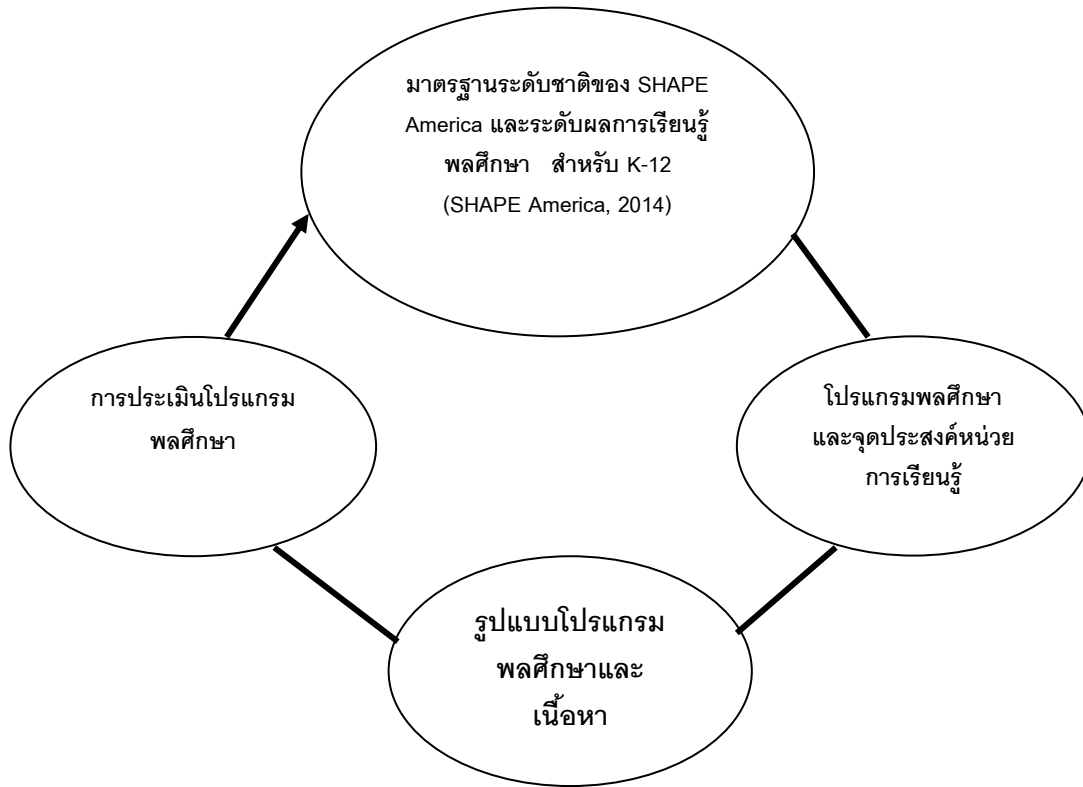 มาตรฐานระดับชาติของ SHAPE
America และระดับผลการเรียนรู้
พลศึกษา สำหรับ K-12
(SHAPE America, 2014)
การประเมินโปรแกรม
พลศึกษา
โปรแกรมพลศึกษา
และจุดประสงค์หน่วย
การเรียนรู้
รูปแบบโปรแกรม
พลศึกษาและ
เนื้อหา